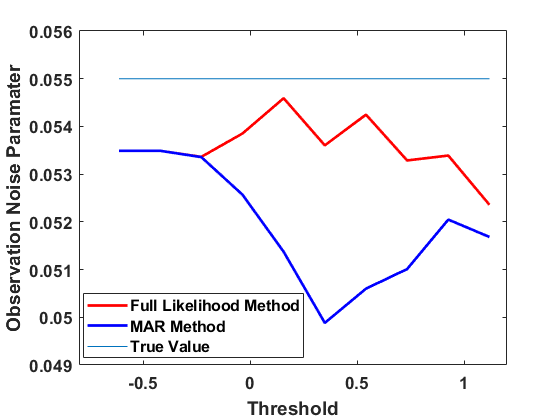 0.056
0.055
0.054
0.053
0.052
0.051
0.05
0.049
Observation Noise Paramater
Full Likelihood Method
MAR Method
True Value
-0.5
0
0.5
1
Threshold